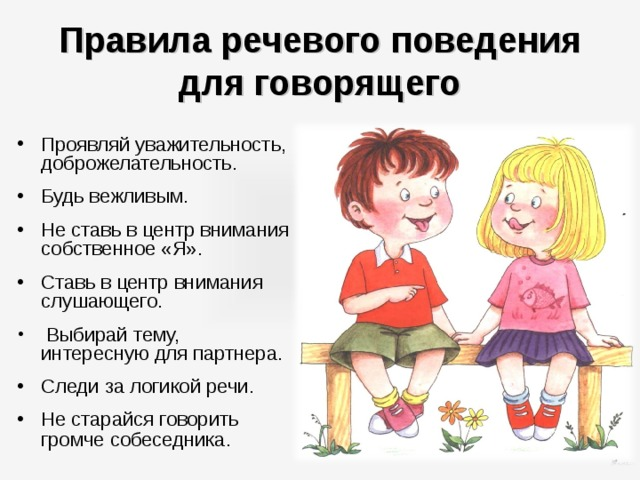 Правила речевого поведения
для говорящего
• Проявляй уважительность,
доброжелательность.
• Будь вежливым.
• Не ставь в центр внимания
собственное «Я».
• Ставь в центр внимания
слушающего.
• Выбирай тему,
интересную для партнера.
• Следи за логикой речи.
• Не старайся говорить
громче собеседника.